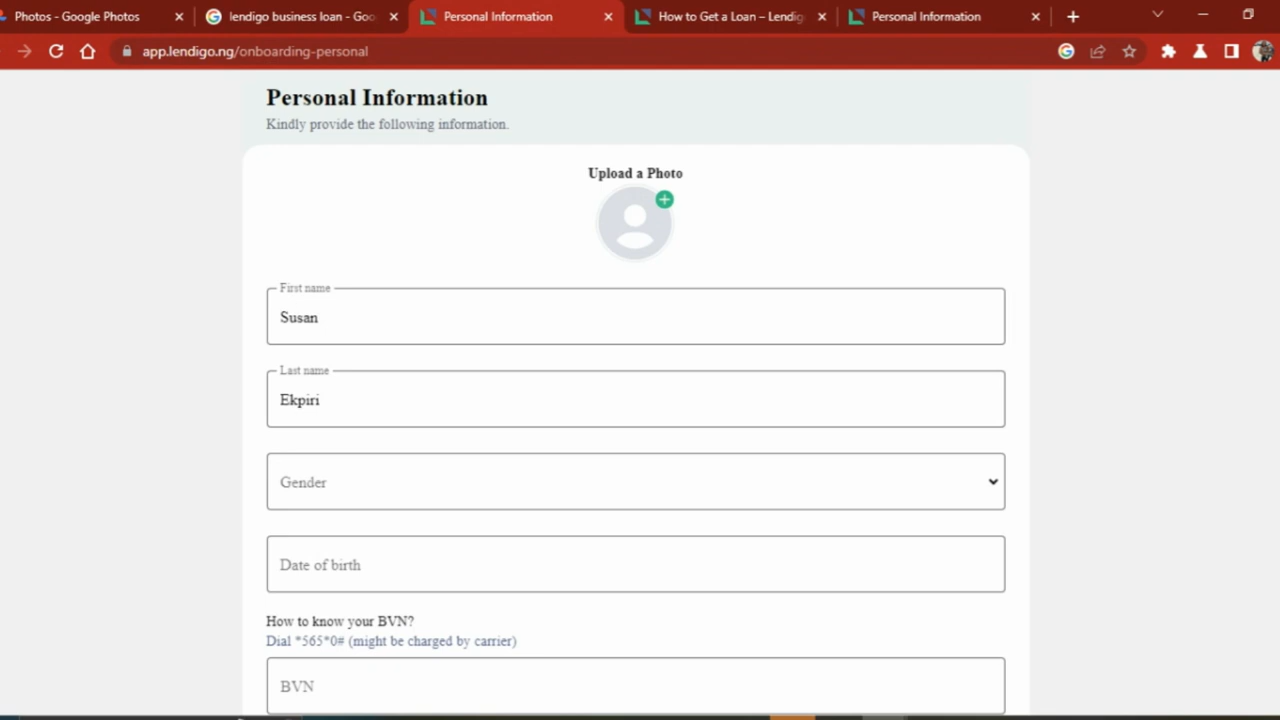 Photos - Google Photos
lendigo business loan - Goo
Personal Information
How to Get a Loan – Lendig
Personal Information
app.lendigo.ng/onboarding-personal
Personal Information
Kindly provide the following information.
Upload a Photo
First name
Susan
Last name
Ekpiri
Gender
Date of birth
How to know your BVN?
Dial *565*0# (might be charged by carrier)
BVN